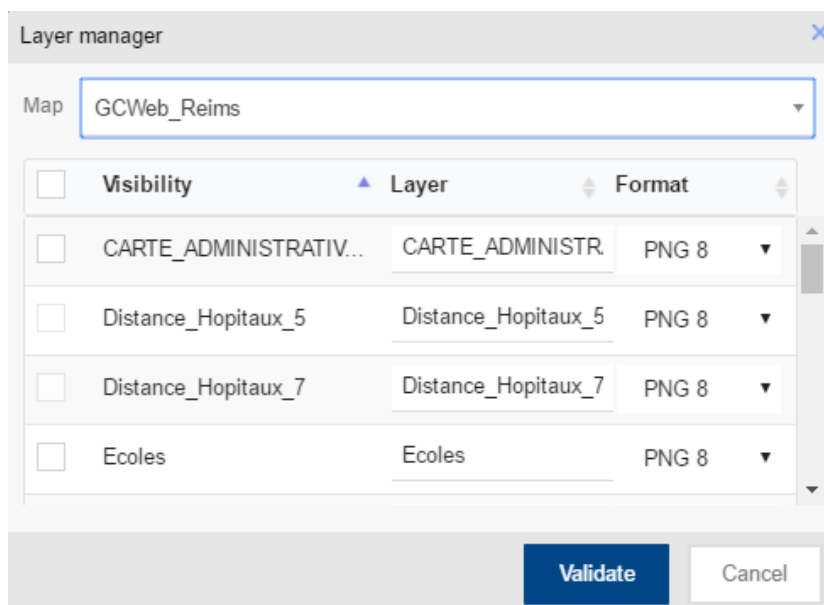 Layer manager
Map GCWeb_Reims
Visibility Layer Format
CARTE_ADMINISTRATIV... CARTE_ADMINISTR PNG 8
Distance_Hopitaux_5 Distance_Hopitaux_5 PNG 8
Distance_Hopitaux_7 Distance_Hopitaux_7 PNG 8
Ecoles Ecoles PNG 8
Validate Cancel